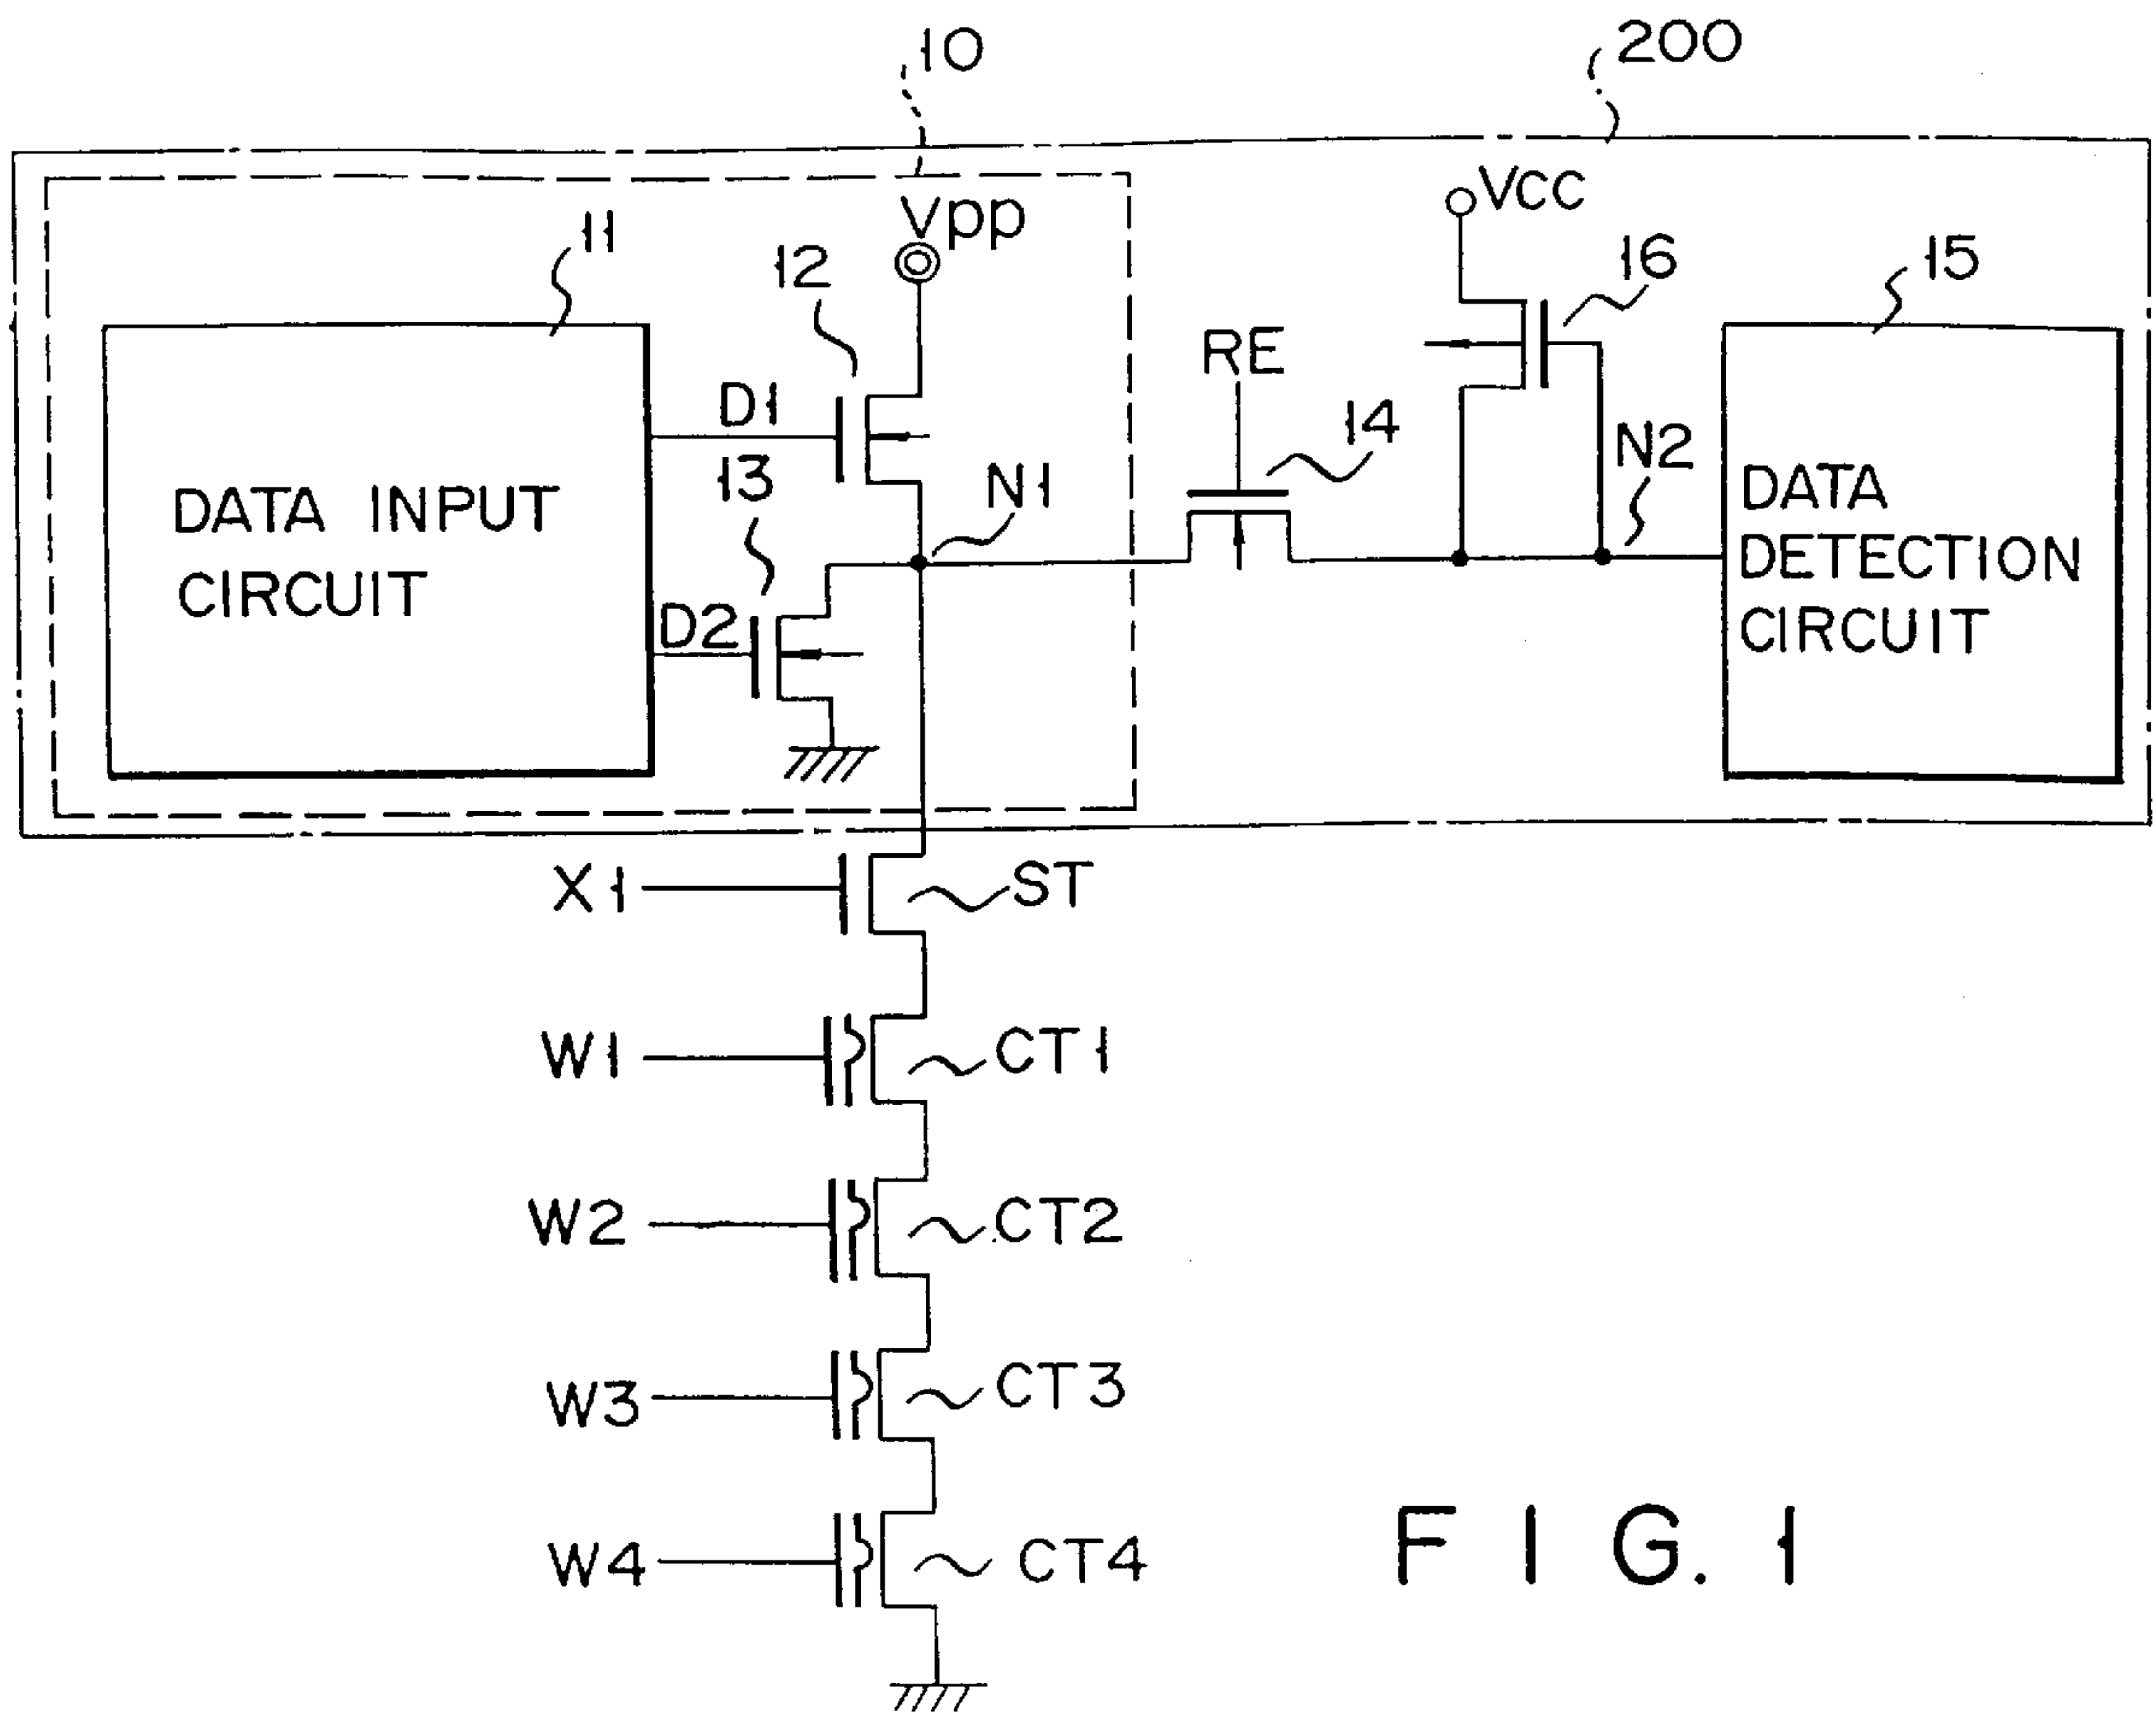 10
200
Vpp
VCC
11
12
16
15
RE
D1
14
N2
13
N1
DATA INPUT
CIRCUIT
DATA
DETECTION
CIRCUIT
D2
X1
ST
W1
CT1
W2
CT2
W3
CT3
W4
CT4
FIG. 1